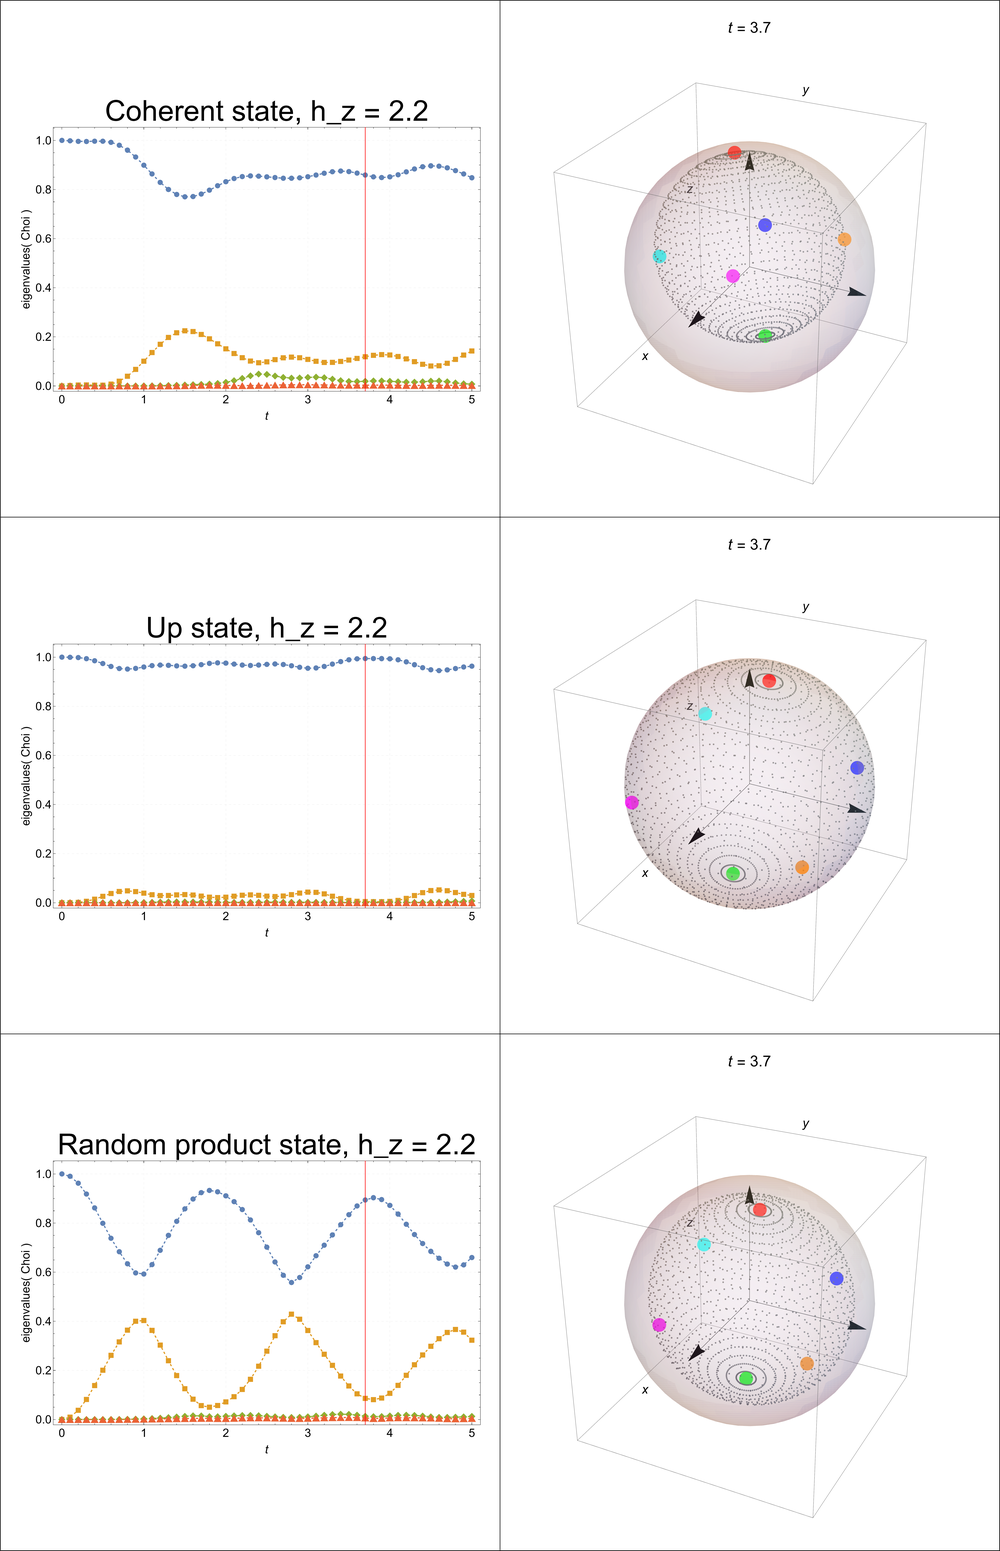 t = 3.7
y
Coherent state, h_z = 2.2
1.0
0.8
0.6
0.4
0.2
0.0
eigenvalues( Choi )
0 1 2 3 4 5
t
z
x
t = 3.7
y
Up state, h_z = 2.2
1.0
0.8
0.6
0.4
0.2
0.0
eigenvalues( Choi )
0 1 2 3 4 5
t
z
x
t = 3.7
y
Random product state, h_z = 2.2
1.0
0.8
0.6
0.4
0.2
0.0
eigenvalues( Choi )
0 1 2 3 4 5
t
z
x